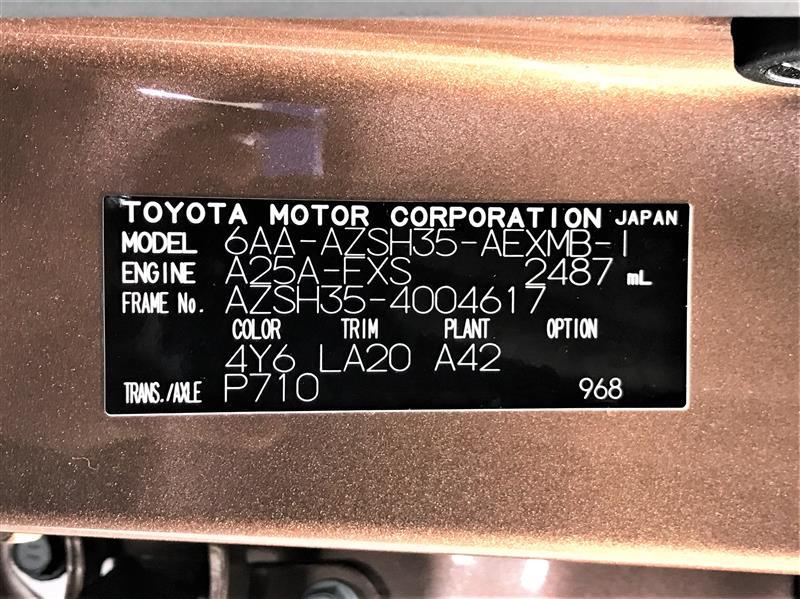 TOYOTA MOTOR CORPORATION JAPAN
MODEL 6AA-AZSH35-AEXMB-I
ENGINE A25A-FXS 2487 mL
FRAME No. AZSH35-4004617
COLOR TRIM PLANT OPTION
4Y6 LA20 A42
TRANS./AXLE P710 968